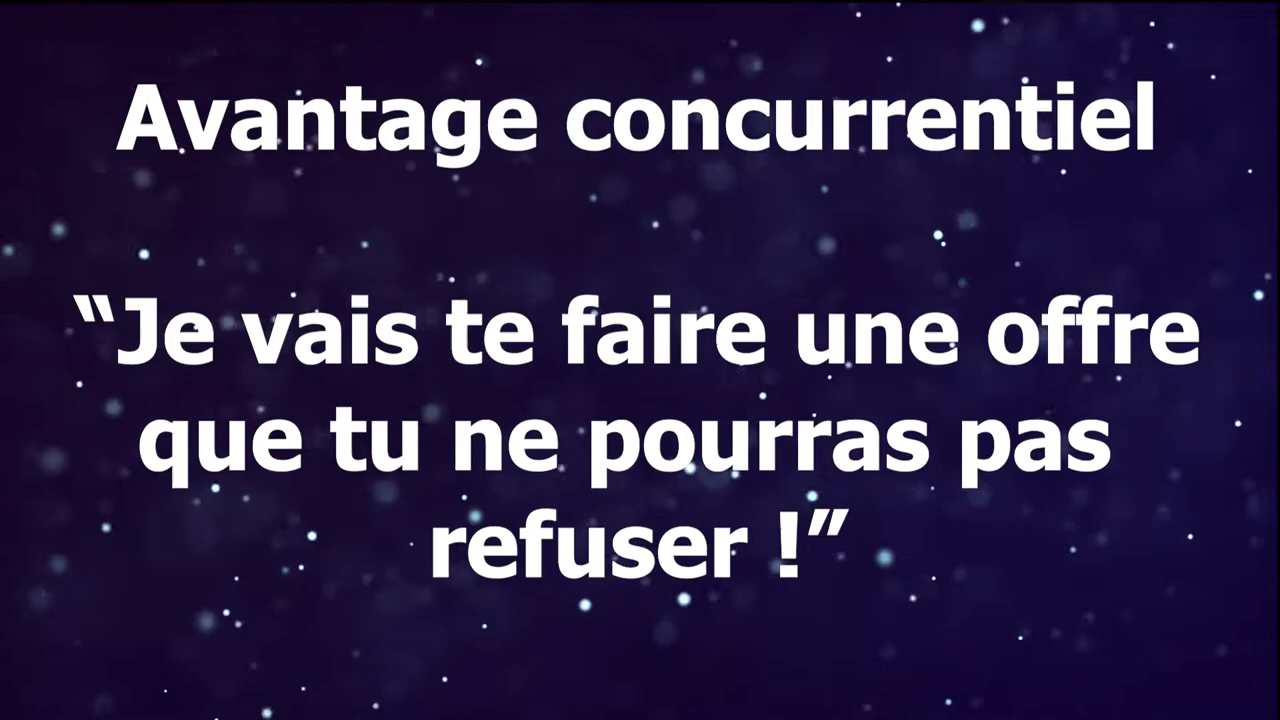 Avantage concurrentiel
“Je vais te faire une offre
que tu ne pourras pas
refuser !”